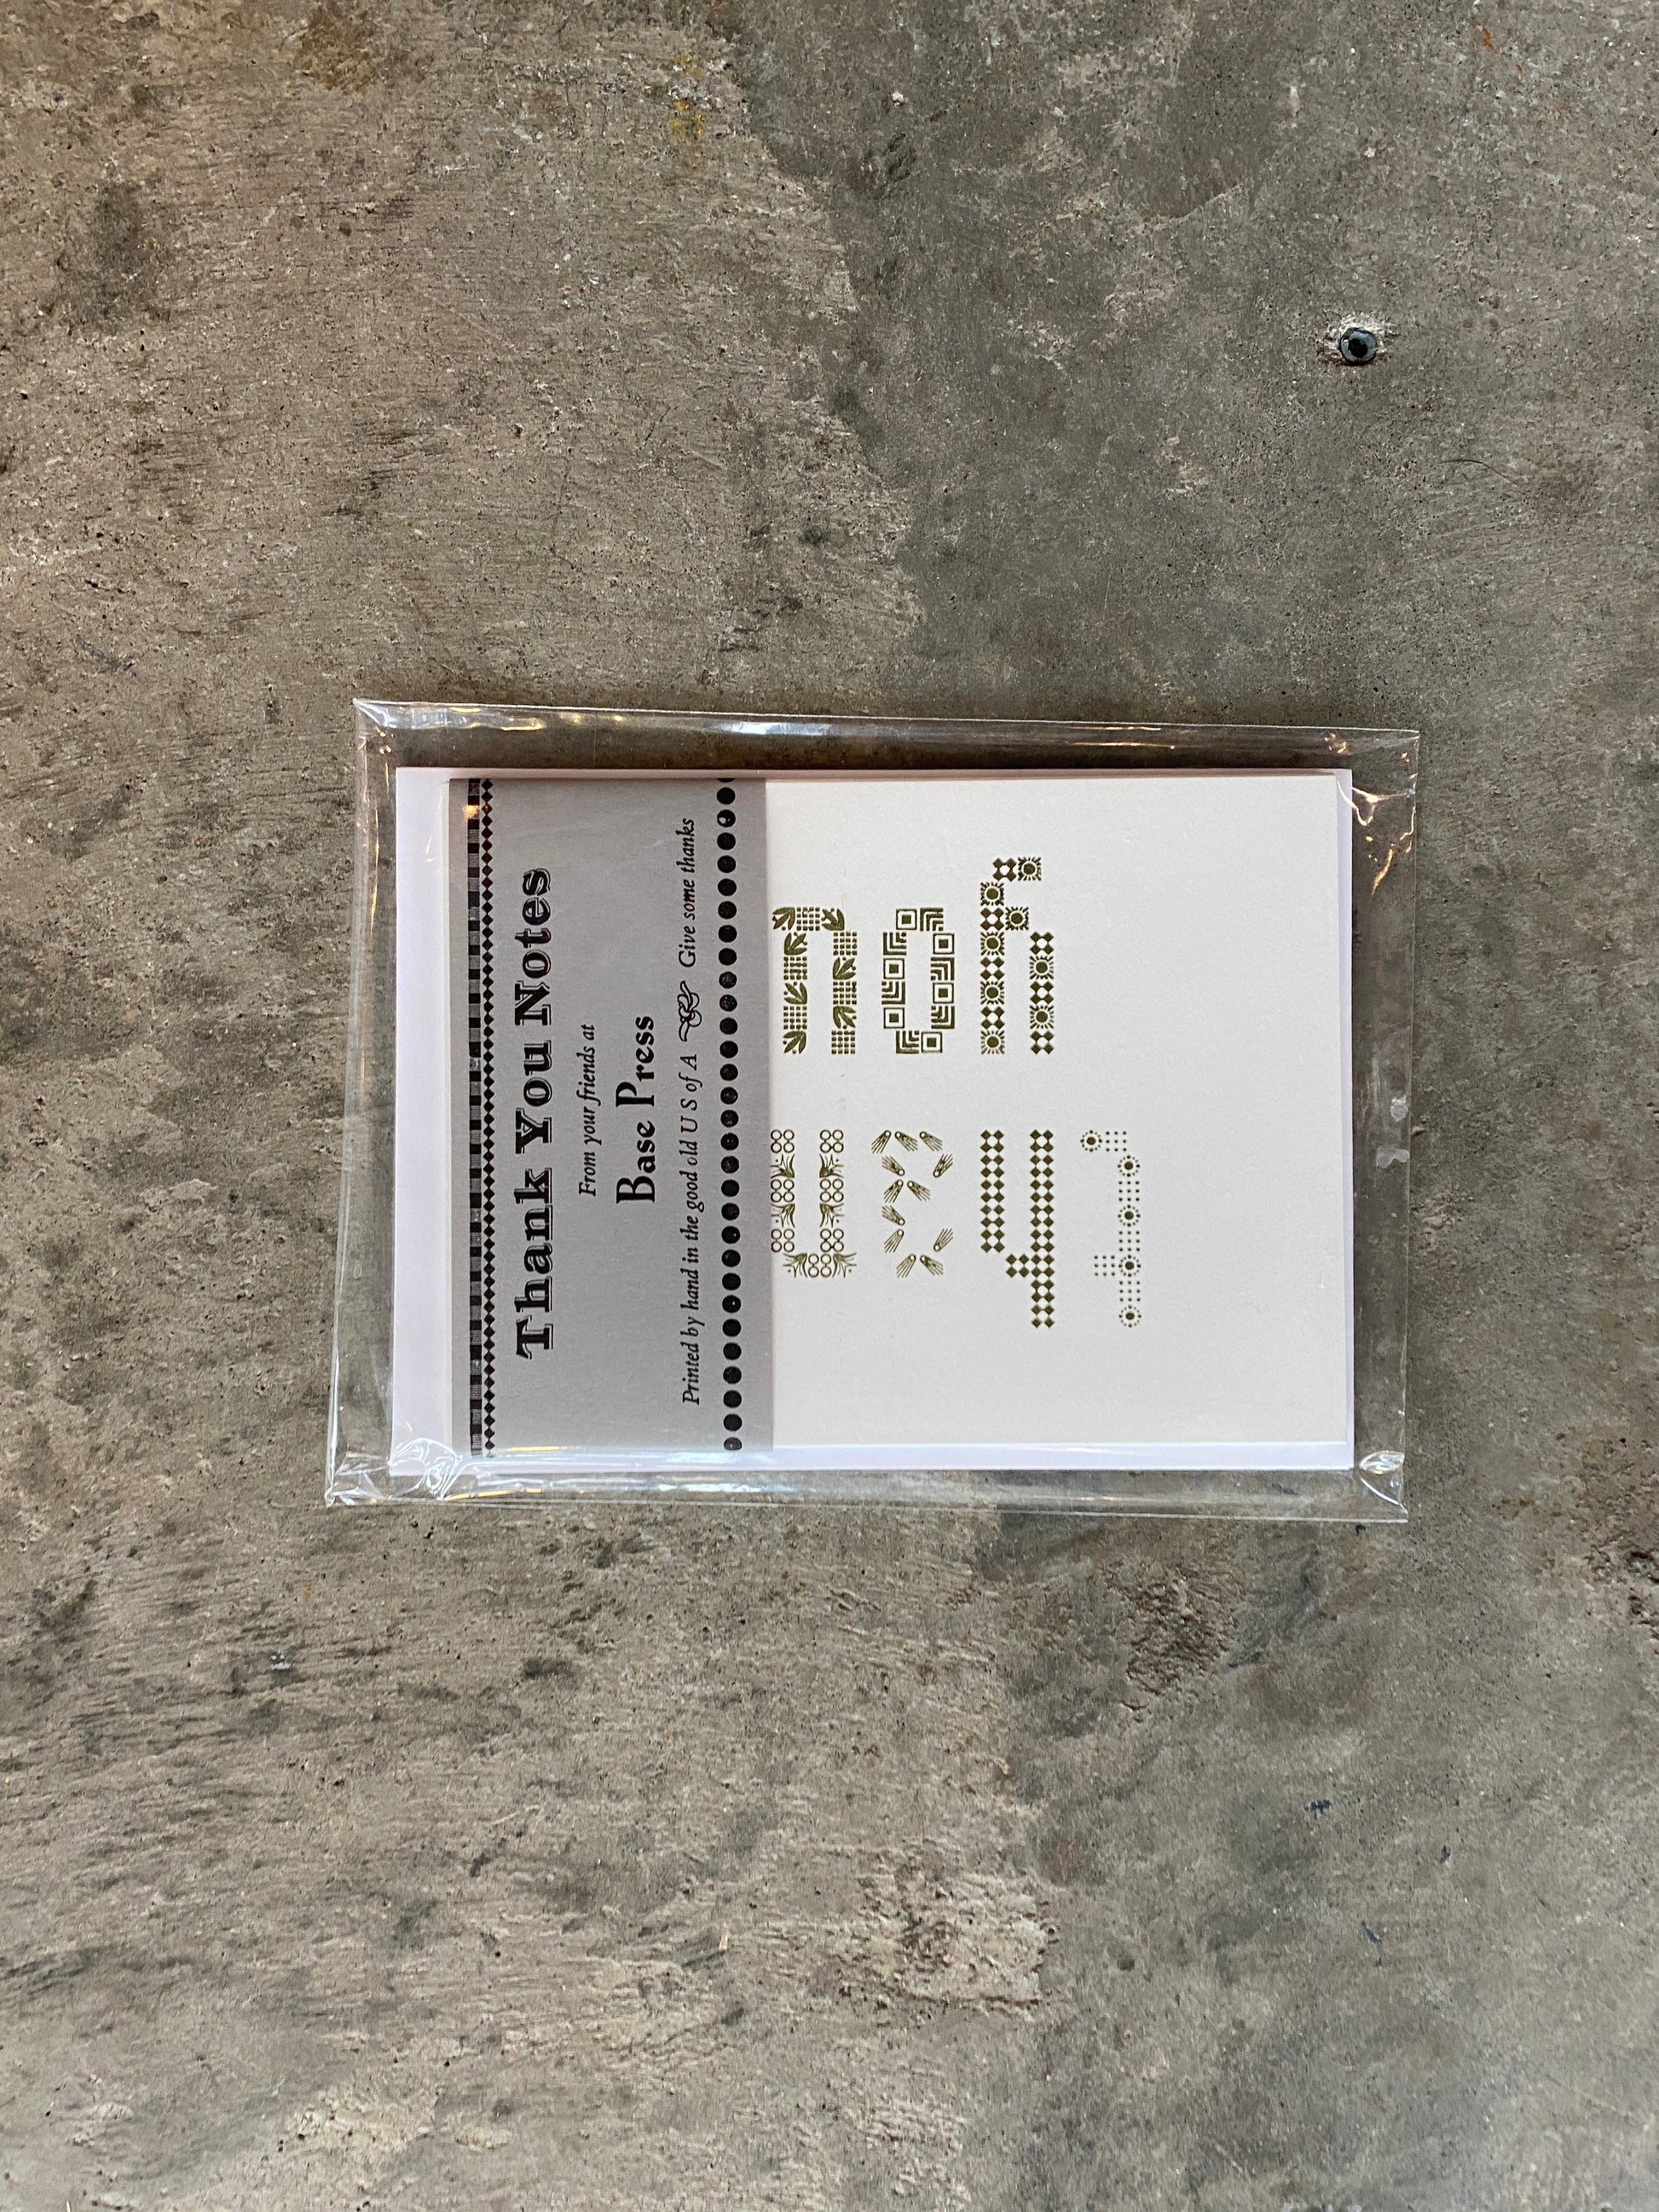 Thank You Notes
From your friends at
Base Press
Printed by hand in the good old U S of A Give some thanks
than
you